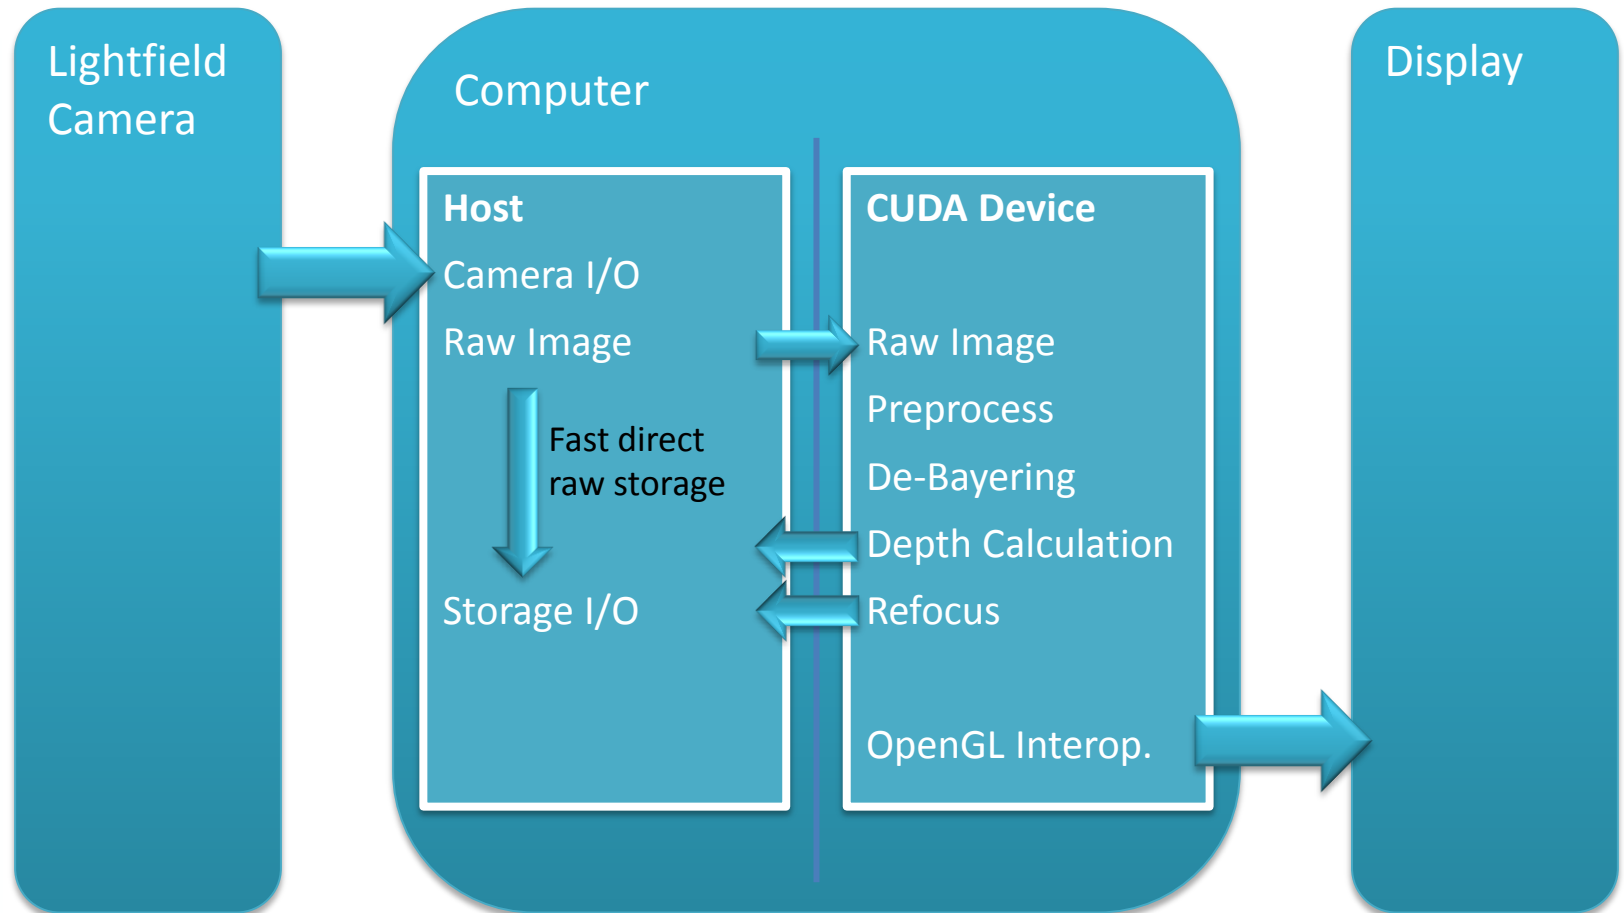 Lightfield
Camera
Computer
Host
Camera I/O
Raw Image
Fast direct
raw storage
Storage I/O
CUDA Device
Raw Image
Preprocess
De-Bayering
Depth Calculation
Refocus
OpenGL Interop.
Display